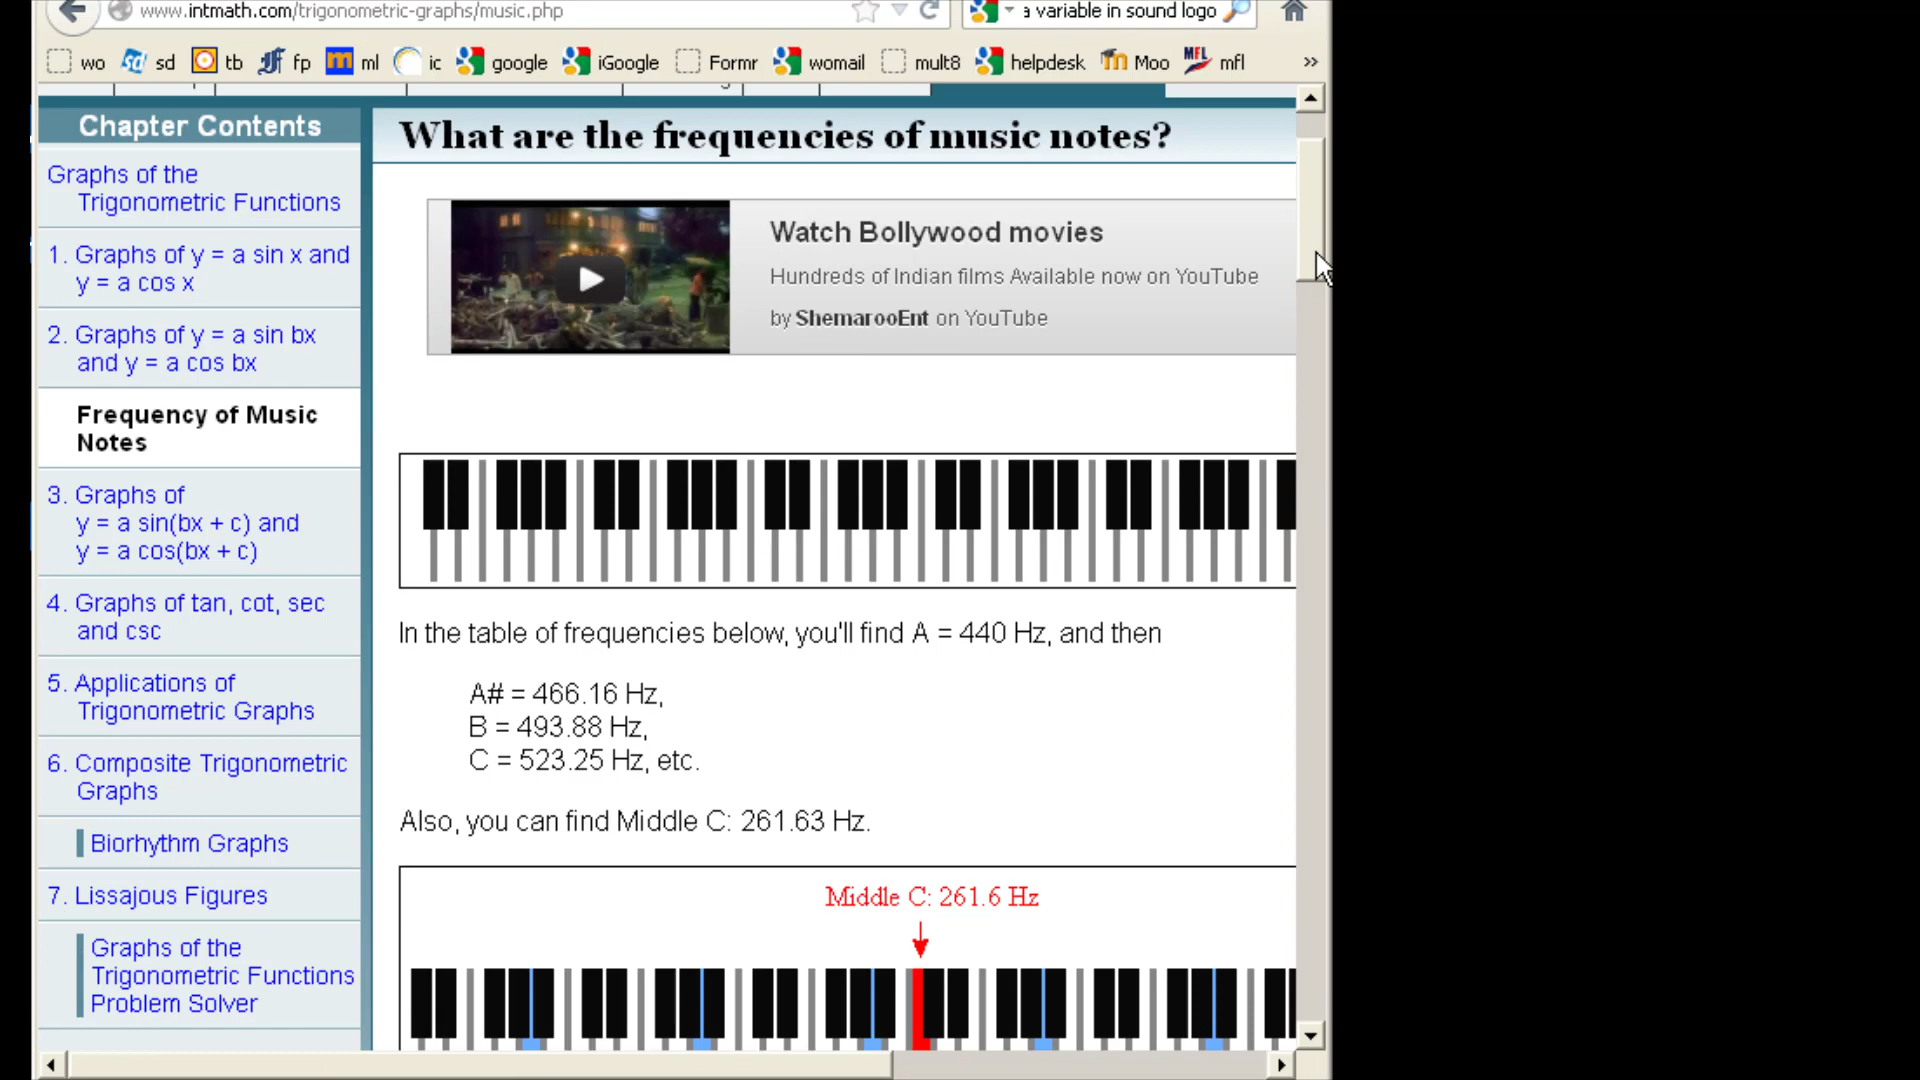 www.intmath.com/trigonometric-graphs/music.php
a variable in sound logo
wo sd tb fp ml ic google iGoogle Formr womail mult8 helpdesk Moo MFL mfl »
Chapter Contents
Graphs of the
Trigonometric Functions
1. Graphs of y = a sin x and
y = a cos x
2. Graphs of y = a sin bx
and y = a cos bx
Frequency of Music
Notes
3. Graphs of
y = a sin(bx + c) and
y = a cos(bx + c)
4. Graphs of tan, cot, sec
and csc
5. Applications of
Trigonometric Graphs
6. Composite Trigonometric
Graphs
Biorhythm Graphs
7. Lissajous Figures
Graphs of the
Trigonometric Functions
Problem Solver
What are the frequencies of music notes?
Watch Bollywood movies
Hundreds of Indian films Available now on YouTube
by ShemarooEnt on YouTube
In the table of frequencies below, you'll find A = 440 Hz, and then
A# = 466.16 Hz,
B = 493.88 Hz,
C = 523.25 Hz, etc.
Also, you can find Middle C: 261.63 Hz.
Middle C: 261.6 Hz